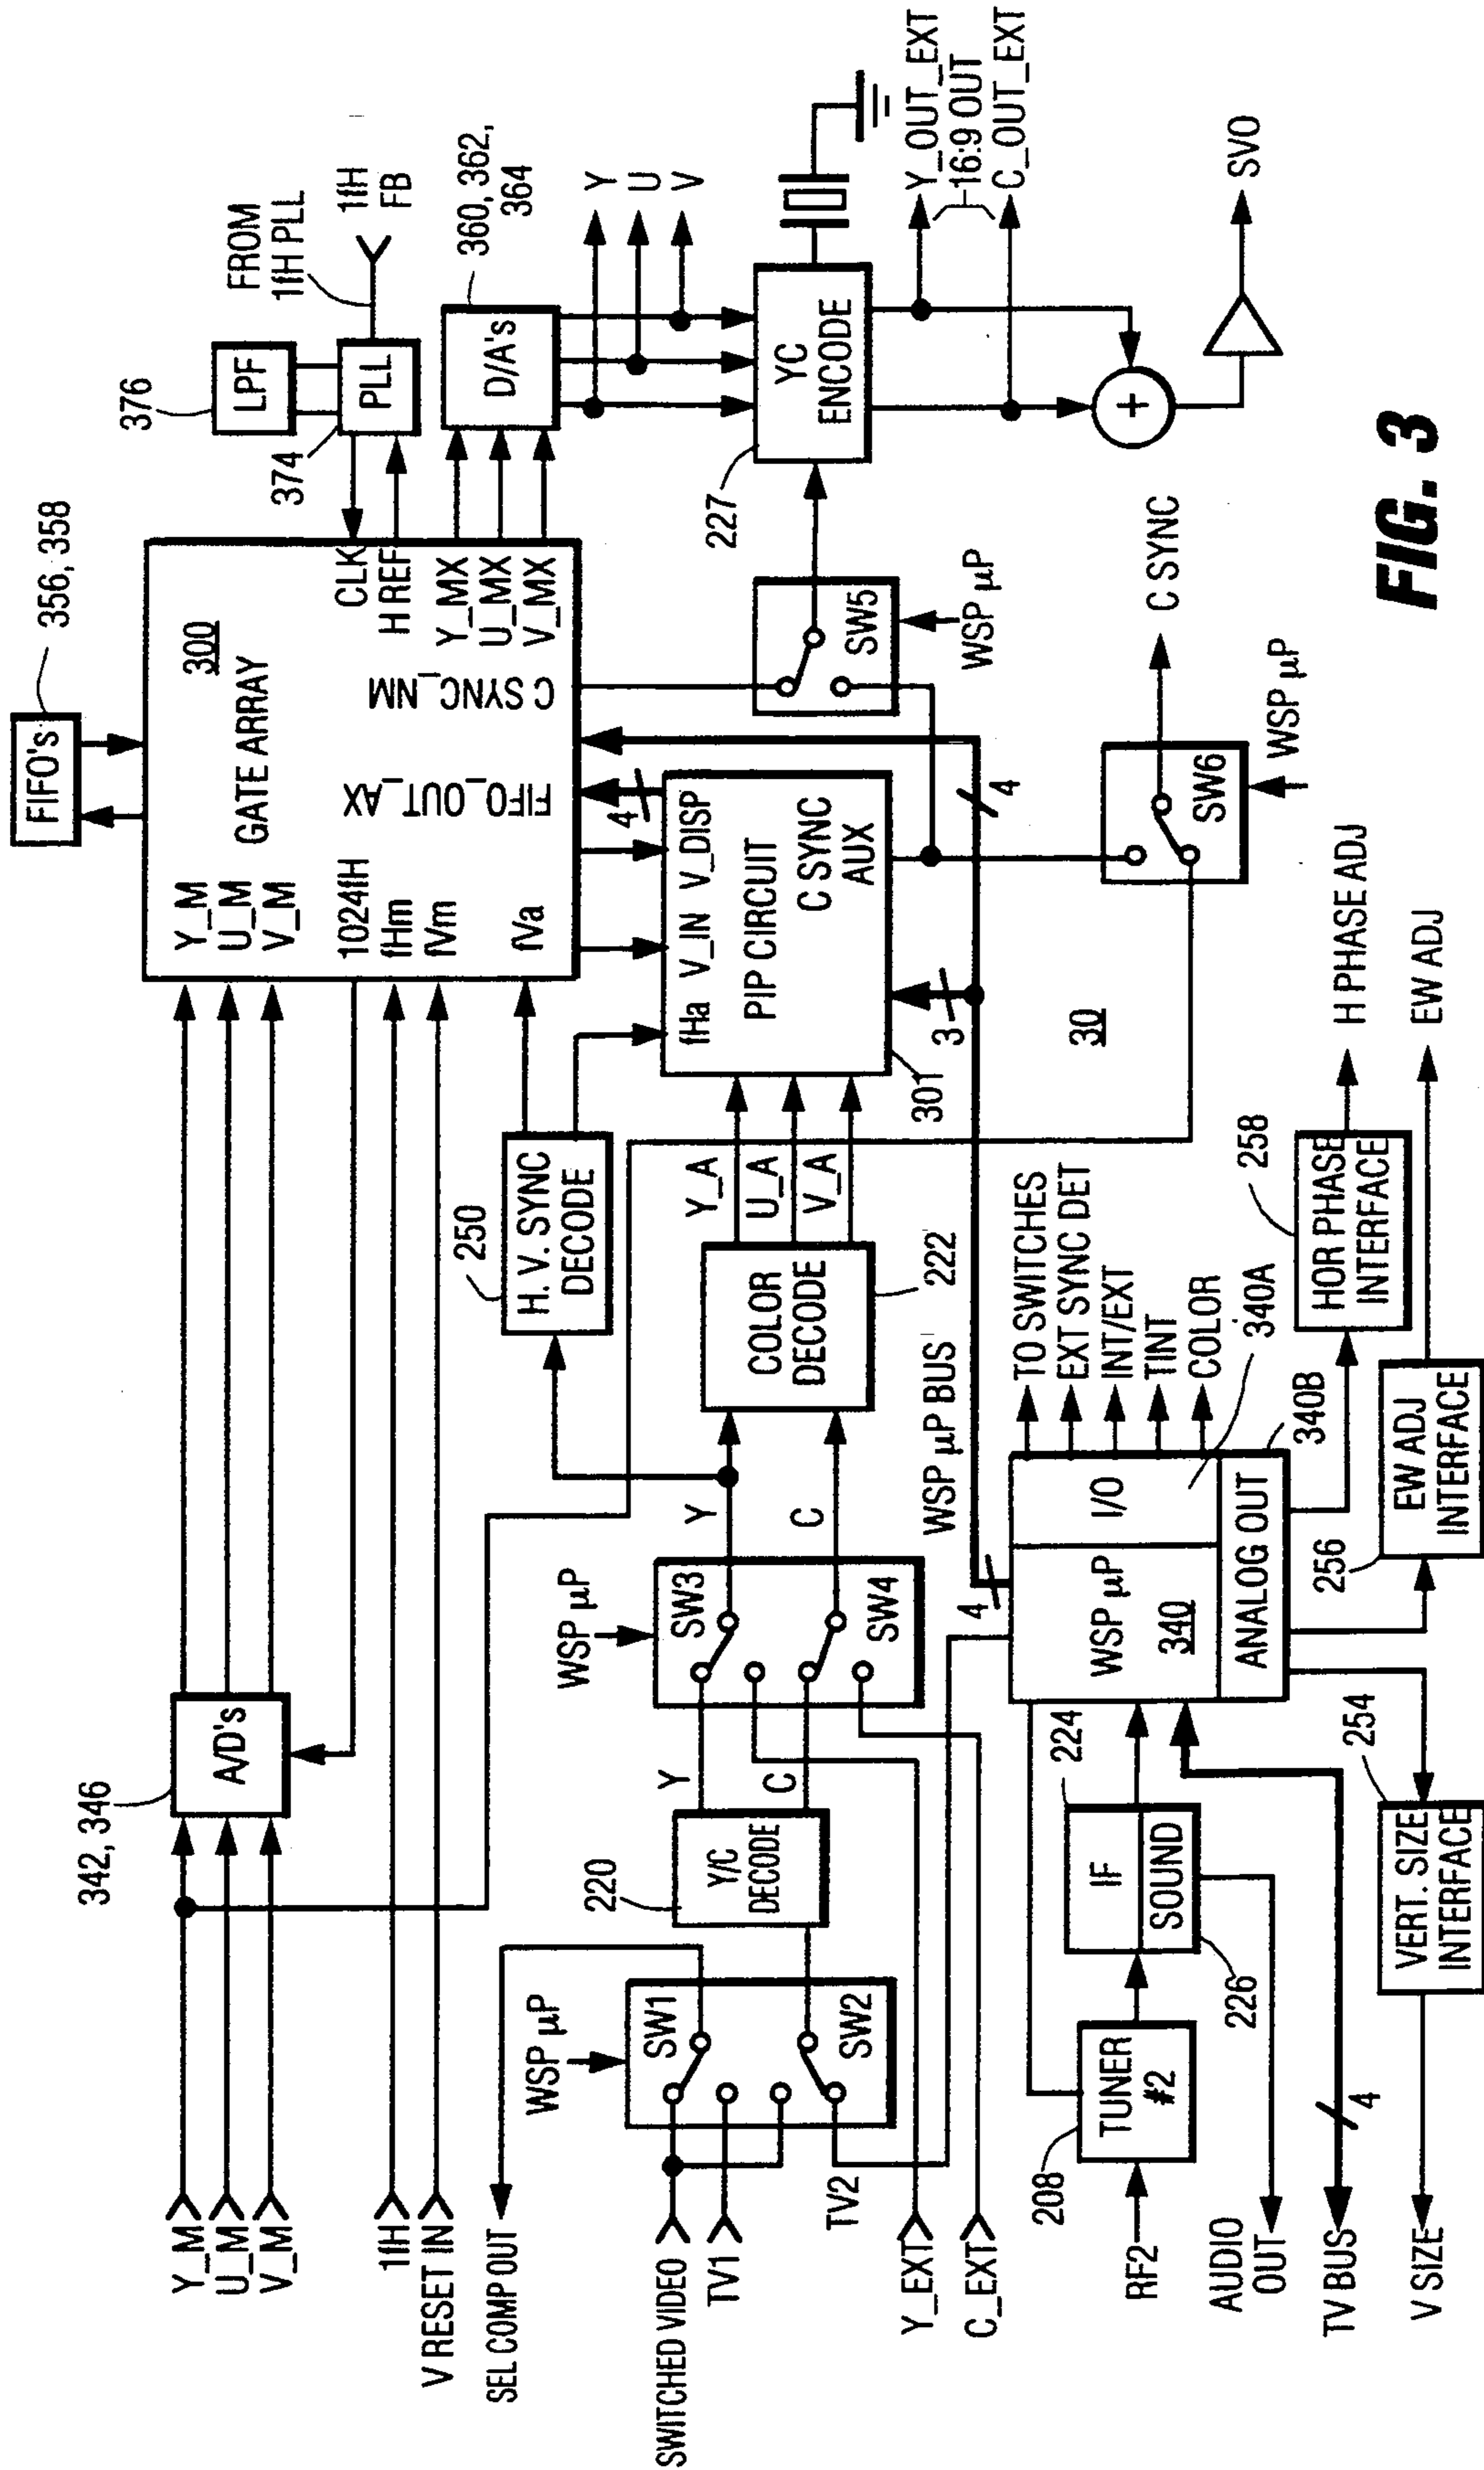 356, 358
FIFO's
376
LPF
374
PLL
FROM
1fH PLL
1fH
FB
342, 346
A/D's
Y_M
U_M
V_M
Y_M
U_M
V_M
300
GATE ARRAY
1024fH
fHm
fVm
fVa
CLK
H REF
Y_MX
U_MX
V_MX
C SYNC_NM
FIFO_OUT_AX
D/A's
360, 362,
364
Y
U
V
1fH
V RESET IN
SEL COMP OUT
250
H. V. SYNC
DECODE
4
fHa V_IN V_DISP
PIP CIRCUIT
C SYNC
AUX
301
3
4
SW5
WSP µP
227
YC
ENCODE
Y_OUT_EXT
16:9 OUT
C_OUT_EXT
+
SVO
SWITCHED VIDEO
TV1
TV2
WSP µP
SW1
SW2
220
Y/C
DECODE
Y
C
WSP µP
SW3
SW4
Y
C
COLOR
DECODE
222
Y_A
U_A
V_A
Y_EXT
C_EXT
WSP µP BUS
4
30
SW6
WSP µP
C SYNC
RF2
208
TUNER
#2
224
IF
SOUND
226
WSP µP
340
I/O
ANALOG OUT
340A
340B
TO SWITCHES
EXT SYNC DET
INT/EXT
TINT
COLOR
AUDIO
OUT
TV BUS
4
V SIZE
254
VERT. SIZE
INTERFACE
256
EW ADJ
INTERFACE
258
HOR PHASE
INTERFACE
H PHASE ADJ
EW ADJ
FIG. 3